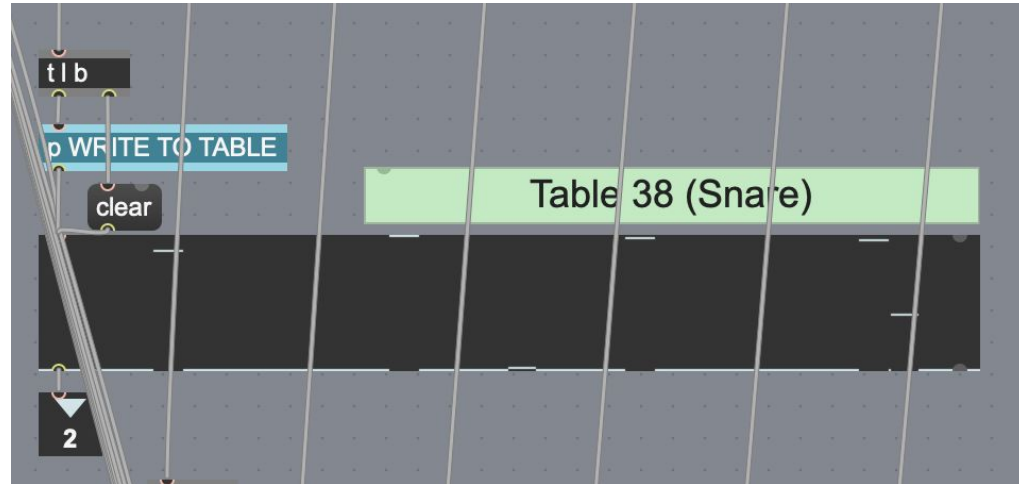 t l b
p WRITE TO TABLE
Table 38 (Snare)
clear
2